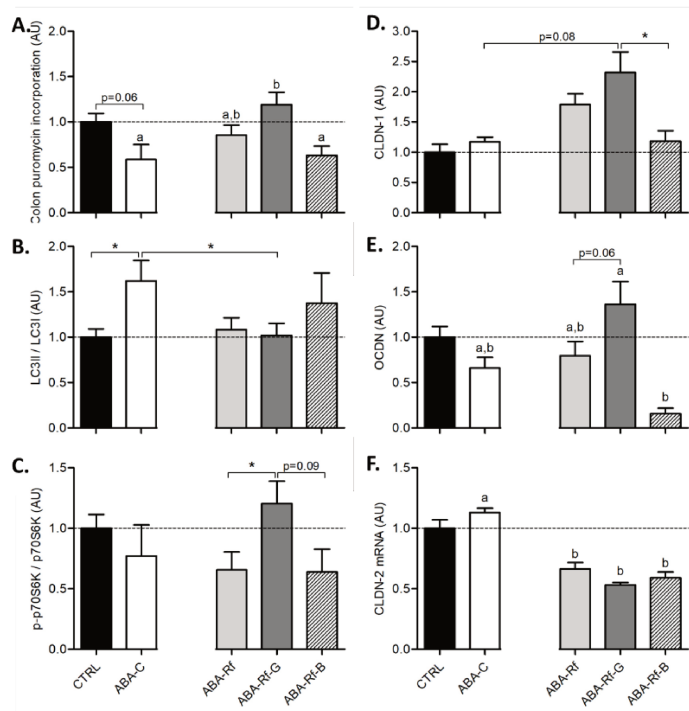 A.
Colon puromycin incorporation (AU)
2.0
1.5
1.0
0.5
0.0
p=0.06
a
a,b
b
a
B.
LC3II / LC3I (AU)
2.0
1.5
1.0
0.5
0.0
*
*
C.
p-p70S6K / p70S6K (AU)
1.5
1.0
0.5
0.0
*
p=0.09
CTRL
ABA-C
ABA-Rf
ABA-Rf-G
ABA-Rf-B
D.
CLDN-1 (AU)
3.0
2.5
2.0
1.5
1.0
0.5
0.0
p=0.08
*
E.
OCDN (AU)
2.0
1.5
1.0
0.5
0.0
p=0.06
a,b
a,b
a
b
F.
CLDN-2 mRNA (AU)
1.5
1.0
0.5
0.0
a
b
b
b
CTRL
ABA-C
ABA-Rf
ABA-Rf-G
ABA-Rf-B